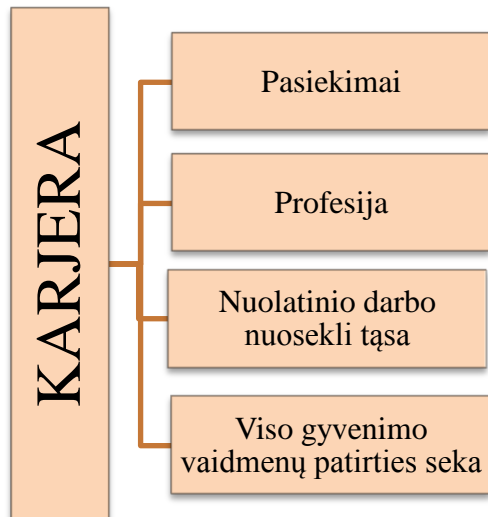 KARJERA
Pasiekimai
Profesija
Nuolatinio darbo
nuosekli tąsa
Viso gyvenimo
vaidmenų patirties seka